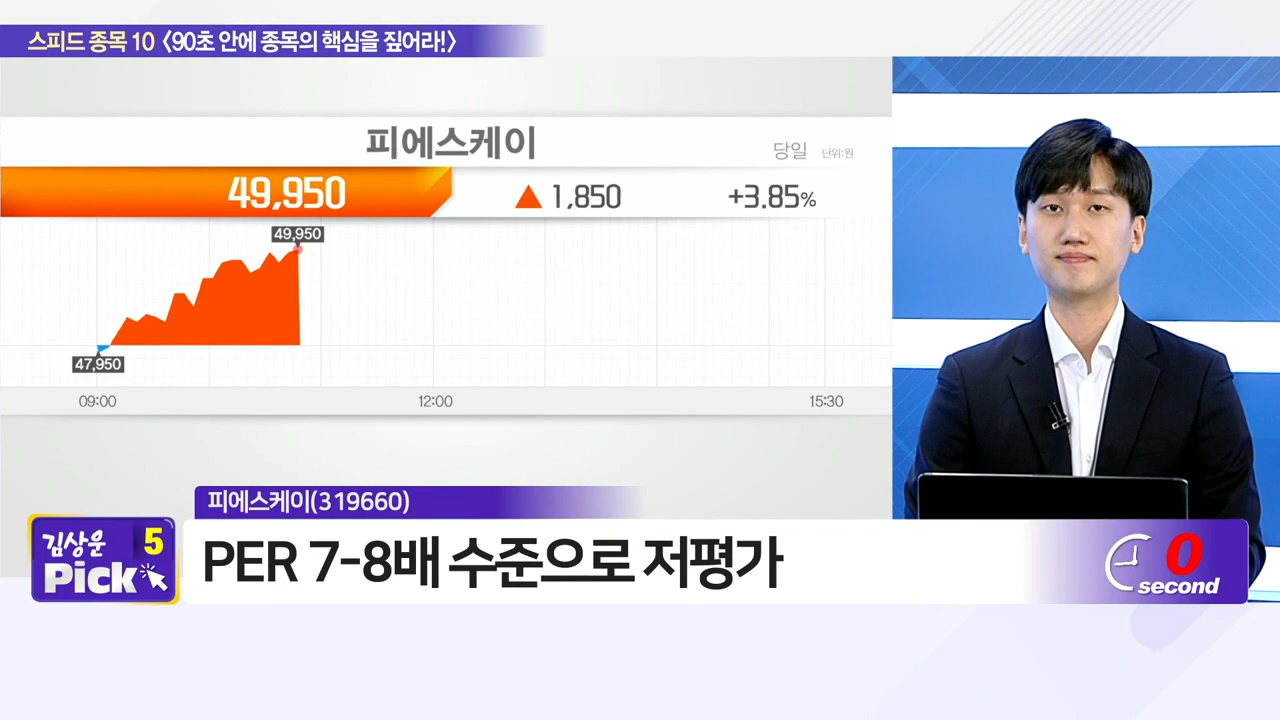 스피드 종목 10 〈90초 안에 종목의 핵심을 짚어라!〉
피에스케이
당일 단위:원
49,950 ▲ 1,850 +3.85%
49,950
47,950
09:00 12:00 15:30
피에스케이(319660)
김상운 5
Pick
PER 7-8배 수준으로 저평가
0
second